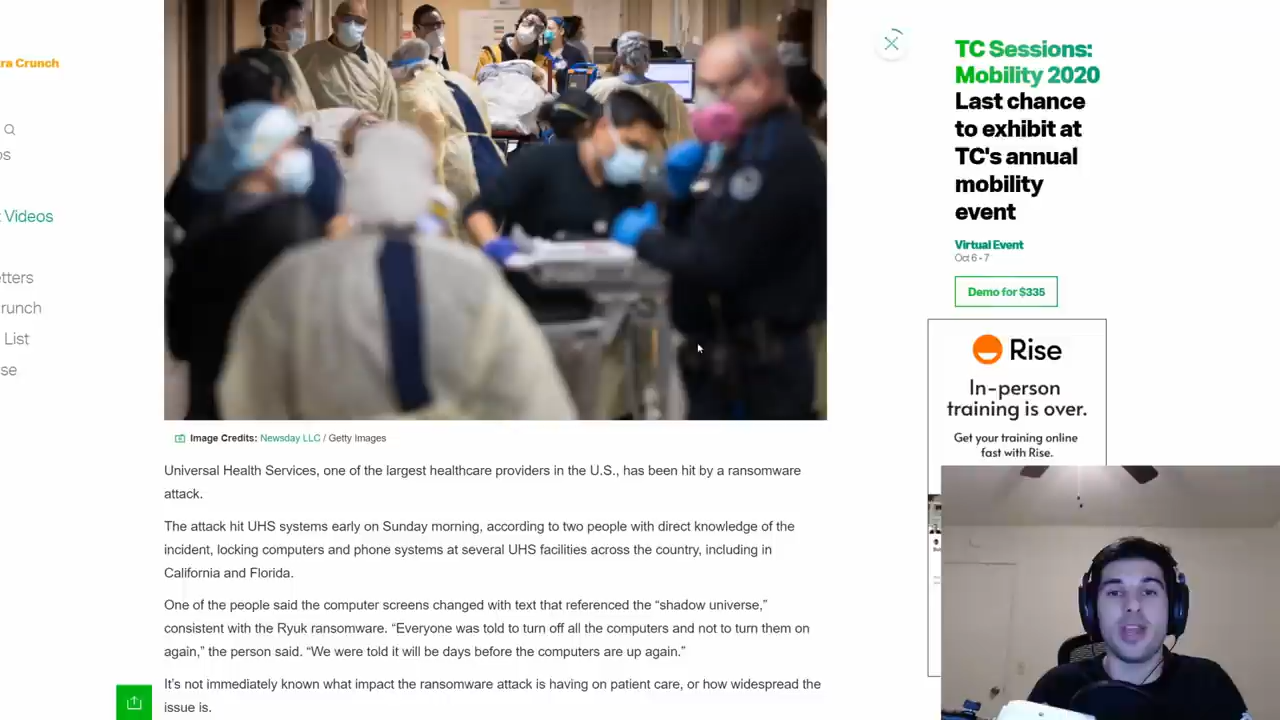 ra Crunch
os
t Videos
etters
runch
List
se
TC Sessions:
Mobility 2020
Last chance
to exhibit at
TC's annual
mobility
event
Virtual Event
Oct 6 - 7
Demo for $335
Rise
In-person
training is over.
Get your training online
fast with Rise.
Image Credits: Newsday LLC / Getty Images
Universal Health Services, one of the largest healthcare providers in the U.S., has been hit by a ransomware
attack.
The attack hit UHS systems early on Sunday morning, according to two people with direct knowledge of the
incident, locking computers and phone systems at several UHS facilities across the country, including in
California and Florida.
One of the people said the computer screens changed with text that referenced the “shadow universe,”
consistent with the Ryuk ransomware. “Everyone was told to turn off all the computers and not to turn them on
again,” the person said. “We were told it will be days before the computers are up again.”
It’s not immediately known what impact the ransomware attack is having on patient care, or how widespread the
issue is.